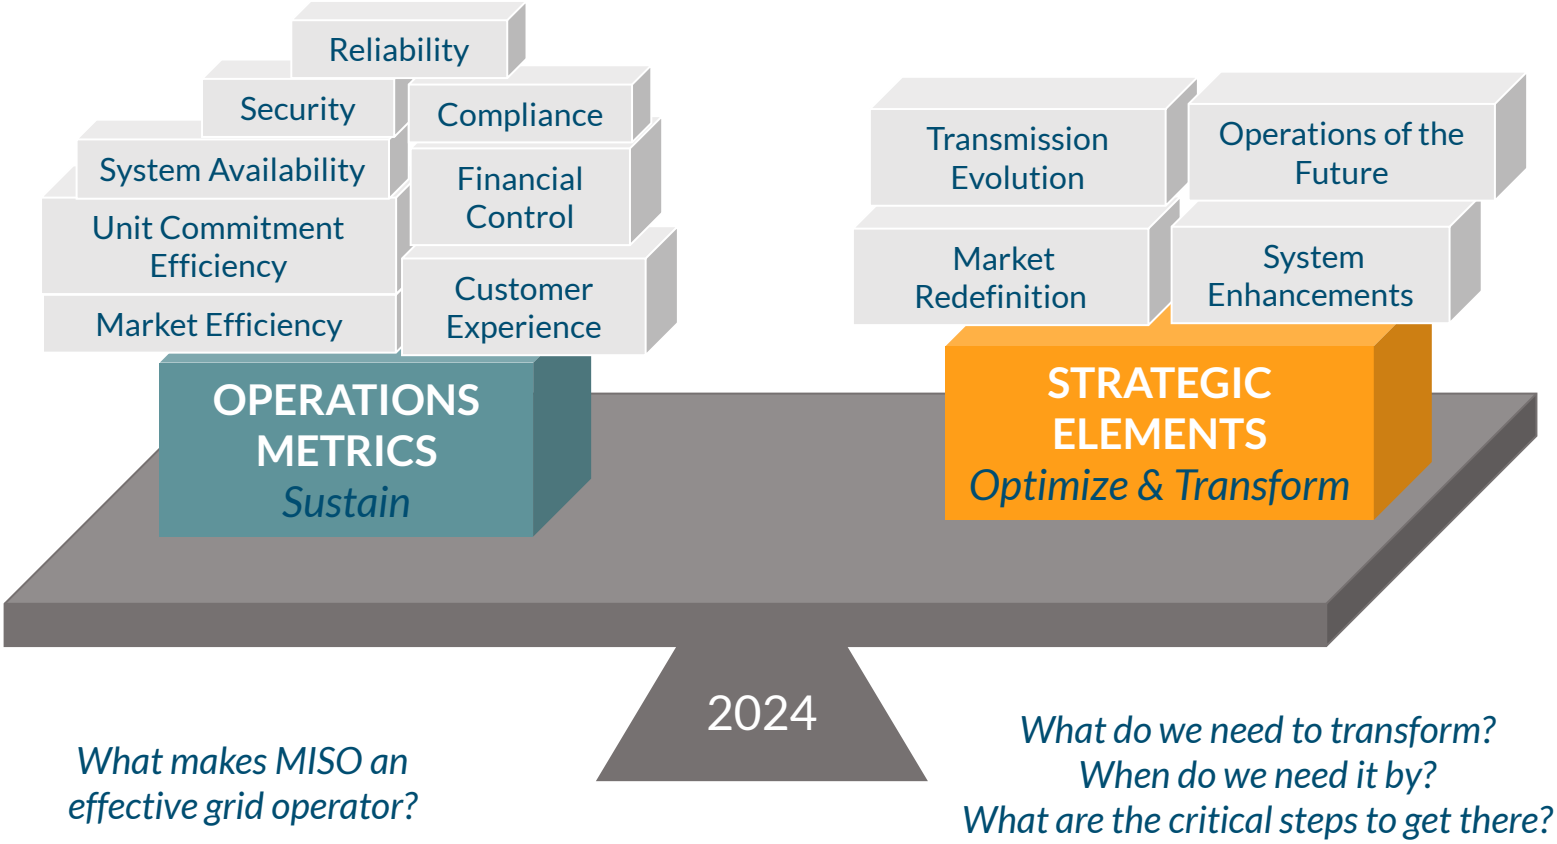 Reliability
Security
Compliance
System Availability
Financial
Control
Unit Commitment
Efficiency
Customer
Experience
Market Efficiency
OPERATIONS
METRICS
Sustain
Transmission
Evolution
Operations of the
Future
Market
Redefinition
System
Enhancements
STRATEGIC
ELEMENTS
Optimize & Transform
2024
What makes MISO an
effective grid operator?
What do we need to transform?
When do we need it by?
What are the critical steps to get there?